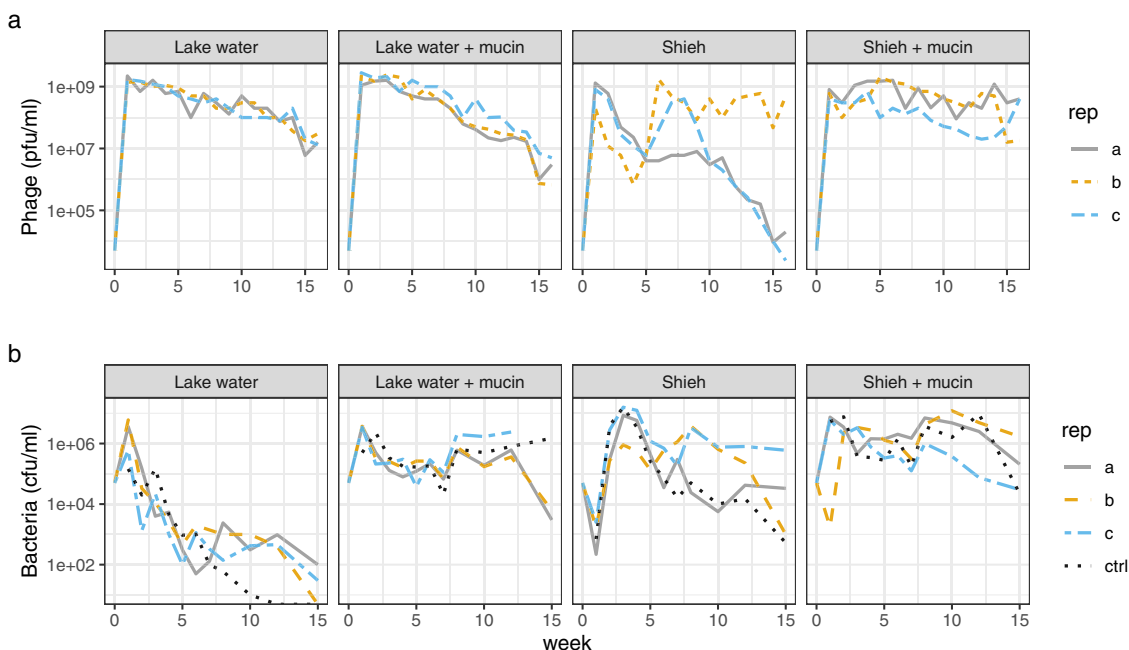 a
Lake water
Lake water + mucin
Shieh
Shieh + mucin
Phage (pfu/ml)
1e+09
1e+07
1e+05
0 5 10 15
0 5 10 15
0 5 10 15
0 5 10 15
rep
a
b
c
b
Lake water
Lake water + mucin
Shieh
Shieh + mucin
Bacteria (cfu/ml)
1e+06
1e+04
1e+02
0 5 10 15
0 5 10 15
0 5 10 15
0 5 10 15
week
rep
a
b
c
ctrl